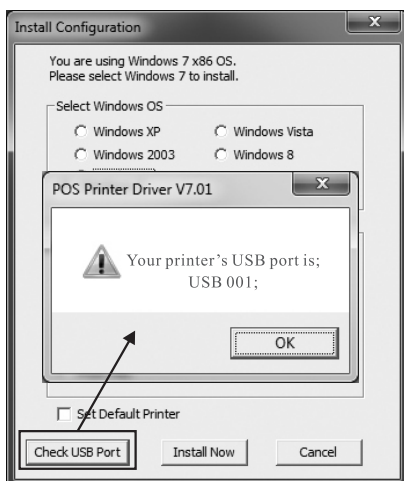 Install Configuration
You are using Windows 7 x86 OS.
Please select Windows 7 to install.
Select Windows OS
Windows XP Windows Vista
Windows 2003 Windows 8
POS Printer Driver V7.01
Your printer's USB port is;
USB 001;
OK
Set Default Printer
Check USB Port Install Now Cancel